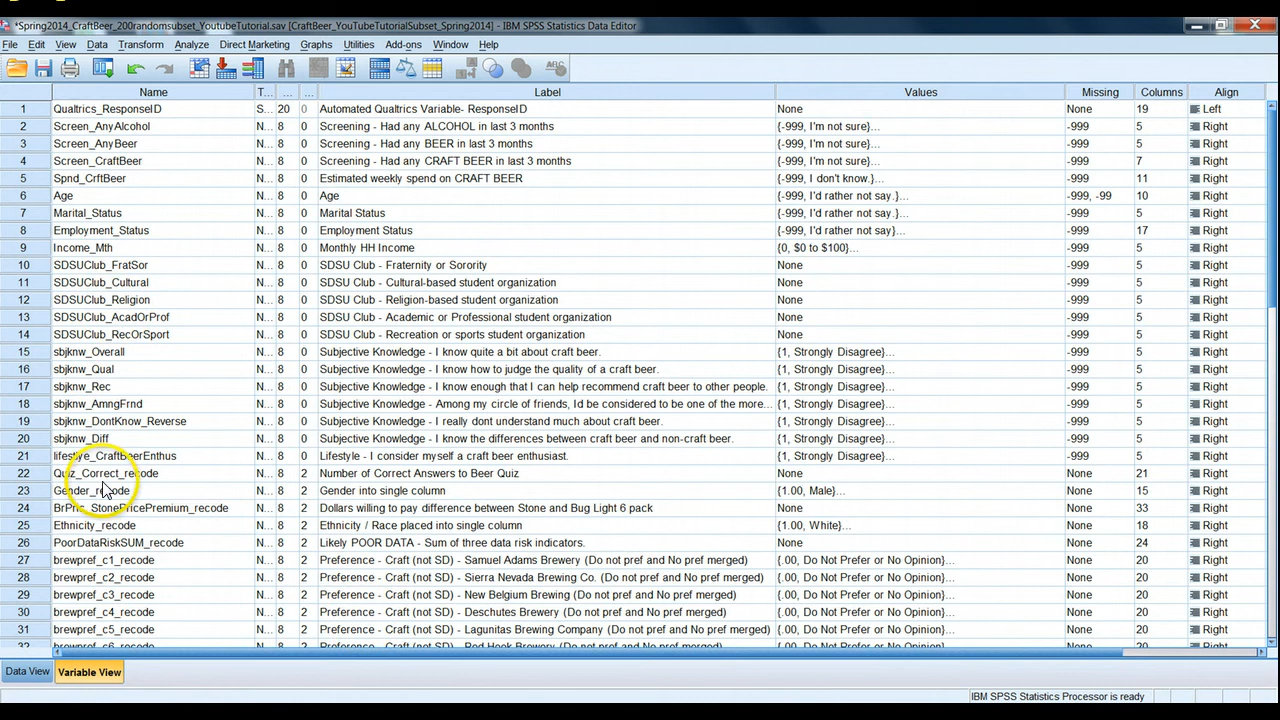 *Spring2014_CraftBeer_200randomsubset_YoutubeTutorial.sav [CraftBeer_YouTubeTutorialSubset_Spring2014] - IBM SPSS Statistics Data Editor
File Edit View Data Transform Analyze Direct Marketing Graphs Utilities Add-ons Window Help
Name T... ... ... Label Values Missing Columns Align
1 Qualtrics_ResponseID S... 20 0 Automated Qualtrics Variable- ResponseID None None 19 Left
2 Screen_AnyAlcohol N... 8 0 Screening - Had any ALCOHOL in last 3 months {-999, I'm not sure}... -999 5 Right
3 Screen_AnyBeer N... 8 0 Screening - Had any BEER in last 3 months {-999, I'm not sure}... -999 5 Right
4 Screen_CraftBeer N... 8 0 Screening - Had any CRAFT BEER in last 3 months {-999, I'm not sure}... -999 7 Right
5 Spnd_CrftBeer N... 8 0 Estimated weekly spend on CRAFT BEER {-999, I don't know.}... -999 11 Right
6 Age N... 8 0 Age {-999, I'd rather not say.}... -999, -99 10 Right
7 Marital_Status N... 8 0 Marital Status {-999, I'd rather not say.}... -999 5 Right
8 Employment_Status N... 8 0 Employment Status {-999, I'd rather not say.}... -999 17 Right
9 Income_Mth N... 8 0 Monthly HH Income {0, $0 to $100}... -999 5 Right
10 SDSUClub_FratSor N... 8 0 SDSU Club - Fraternity or Sorority None -999 5 Right
11 SDSUClub_Cultural N... 8 0 SDSU Club - Cultural-based student organization None -999 5 Right
12 SDSUClub_Religion N... 8 0 SDSU Club - Religion-based student organization None -999 5 Right
13 SDSUClub_AcadOrProf N... 8 0 SDSU Club - Academic or Professional student organization None -999 5 Right
14 SDSUClub_RecOrSport N... 8 0 SDSU Club - Recreation or sports student organization None -999 5 Right
15 sbjknw_Overall N... 8 0 Subjective Knowledge - I know quite a bit about craft beer. {1, Strongly Disagree}... -999 5 Right
16 sbjknw_Qual N... 8 0 Subjective Knowledge - I know how to judge the quality of a craft beer. {1, Strongly Disagree}... -999 5 Right
17 sbjknw_Rec N... 8 0 Subjective Knowledge - I know enough that I can help recommend craft beer to other people. {1, Strongly Disagree}... -999 5 Right
18 sbjknw_AmngFrnd N... 8 0 Subjective Knowledge - Among my circle of friends, Id be considered to be one of the more... {1, Strongly Disagree}... -999 5 Right
19 sbjknw_DontKnow_Reverse N... 8 0 Subjective Knowledge - I really dont understand much about craft beer. {1, Strongly Disagree}... -999 5 Right
20 sbjknw_Diff N... 8 0 Subjective Knowledge - I know the differences between craft beer and non-craft beer. {1, Strongly Disagree}... -999 5 Right
21 lifestlye_CraftbeerEnthus N... 8 0 Lifestyle - I consider myself a craft beer enthusiast. {1, Strongly Disagree}... -999 5 Right
22 Quiz_Correct_recode N... 8 2 Number of Correct Answers to Beer Quiz None None 21 Right
23 Gender_recode N... 8 2 Gender into single column {1.00, Male}... None 15 Right
24 BrPric_StonePricePremium_recode N... 8 2 Dollars willing to pay difference between Stone and Bug Light 6 pack None None 33 Right
25 Ethnicity_recode N... 8 2 Ethnicity / Race placed into single column {1.00, White}... None 18 Right
26 PoorDataRiskSUM_recode N... 8 2 Likely POOR DATA - Sum of three data risk indicators. None None 24 Right
27 brewpref_c1_recode N... 8 2 Preference - Craft (not SD) - Samuel Adams Brewery (Do not pref and No pref merged) {.00, Do Not Prefer or No Opinion}... None 20 Right
28 brewpref_c2_recode N... 8 2 Preference - Craft (not SD) - Sierra Nevada Brewing Co. (Do not pref and No pref merged) {.00, Do Not Prefer or No Opinion}... None 20 Right
29 brewpref_c3_recode N... 8 2 Preference - Craft (not SD) - New Belgium Brewing (Do not pref and No pref merged) {.00, Do Not Prefer or No Opinion}... None 20 Right
30 brewpref_c4_recode N... 8 2 Preference - Craft (not SD) - Deschutes Brewery (Do not pref and No pref merged) {.00, Do Not Prefer or No Opinion}... None 20 Right
31 brewpref_c5_recode N... 8 2 Preference - Craft (not SD) - Lagunitas Brewing Company (Do not pref and No pref merged) {.00, Do Not Prefer or No Opinion}... None 20 Right
32 brewpref_c6_recode N... 8 2 Preference - Craft (not SD) - Red Hook Brewery (Do not pref and No pref merged) {.00, Do Not Prefer or No Opinion}... None 20 Right
Data View Variable View
IBM SPSS Statistics Processor is ready